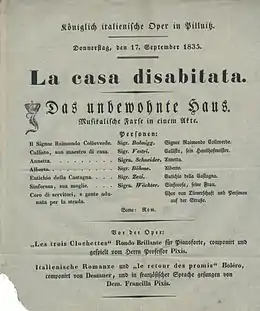 Königlich italienische Oper in Pillnitz.
Donnerstag, den 17. September 1835.
La casa disabitata.
Das unbewohnte Haus.
Musikalische Farse in einem Akte.
Personen:
Il Signor Raimondo Colloverde. Sigr. Bonnigg. Signor Raimondo Colloverde.
Callisto, suo maestro di casa. Sigr. Vestri. Callisto, sein Haushofmeister.
Annetta. Signa. Schneider. Annetta.
Alberto. Sigr. Böhme. Alberto.
Eutichio della Castagna. Sigr. Zezi. Eutichio della Castagna.
Sinforosa, sua moglie. Signa. Wächter. Sinforosa, seine Frau.
Coro di servitori, e gente adu- Chor von Dienerschaft und Personen
nata per la strada. auf der Straße.
Scene: Rom.
Vor der Oper:
„Les trois Clochettes" Rondo Brillante für Pianoforte, componirt und
gespielt vom Herrn Professor Pixis.
Italienische Romanze und „le retour des promis" Boléro,
componirt von Dessauer, und in französischer Sprache gesungen von
Dem. Francilla Pixis.